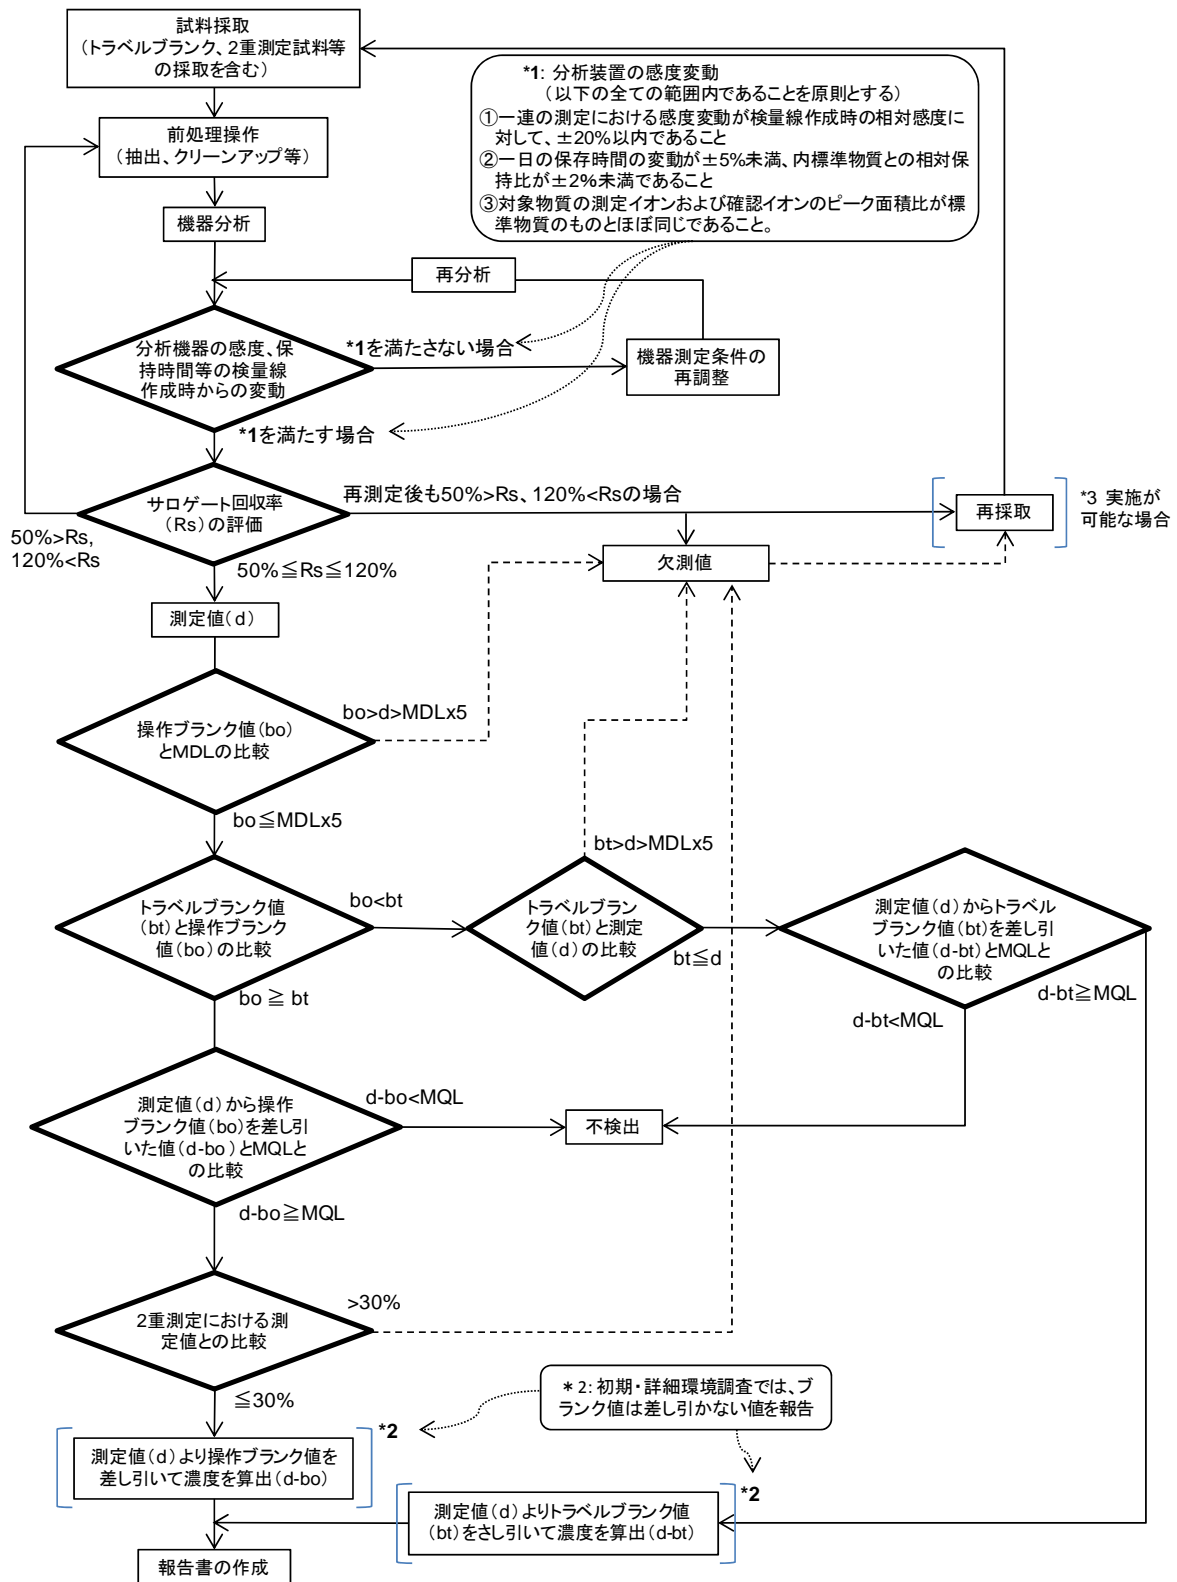 試料採取
（トラベルブランク、2重測定試料等
の採取を含む）
*1: 分析装置の感度変動
（以下の全ての範囲内であることを原則とする）
①一連の測定における感度変動が検量線作成時の相対感度に
対して、±20%以内であること
②一日の保存時間の変動が±5%未満、内標準物質との相対保
持比が±2%未満であること
③対象物質の測定イオンおよび確認イオンのピーク面積比が標
準物質のものとほぼ同じであること。
前処理操作
（抽出、クリーンアップ等）
機器分析
再分析
分析機器の感度、保
持時間等の検量線
作成時からの変動
*1を満たさない場合
機器測定条件の
再調整
*1を満たす場合
サロゲート回収率
（Rs）の評価
再測定後も50%>Rs、120%<Rsの場合
再採取
*3 実施が
可能な場合
50%>Rs,
120%<Rs
50%≦Rs≦120%
欠測値
測定値（d）
操作ブランク値（bo）
とMDLの比較
bo>d>MDLx5
bo≦MDLx5
トラベルブランク値
（bt）と操作ブランク
値（bo）の比較
bo<bt
bt>d>MDLx5
トラベルブラン
ク値（bt）と測定
値（d）の比較
bt≦d
測定値（d）からトラベル
ブランク値（bt）を差し引
いた値（d-bt）とMQLと
の比較
bo ≧ bt
d-bt<MQL
d-bt≧MQL
測定値（d）から操作
ブランク値（bo）を差し引
いた値（d-bo）とMQLと
の比較
d-bo<MQL
不検出
d-bo≧MQL
2重測定における測
定値との比較
>30%
≦30%
＊2: 初期・詳細環境調査では、ブ
ランク値は差し引かない値を報告
測定値（d）より操作ブランク値を
差し引いて濃度を算出（d-bo）
*2
測定値（d）よりトラベルブランク値
（bt）をさし引いて濃度を算出（d-bt）
*2
報告書の作成